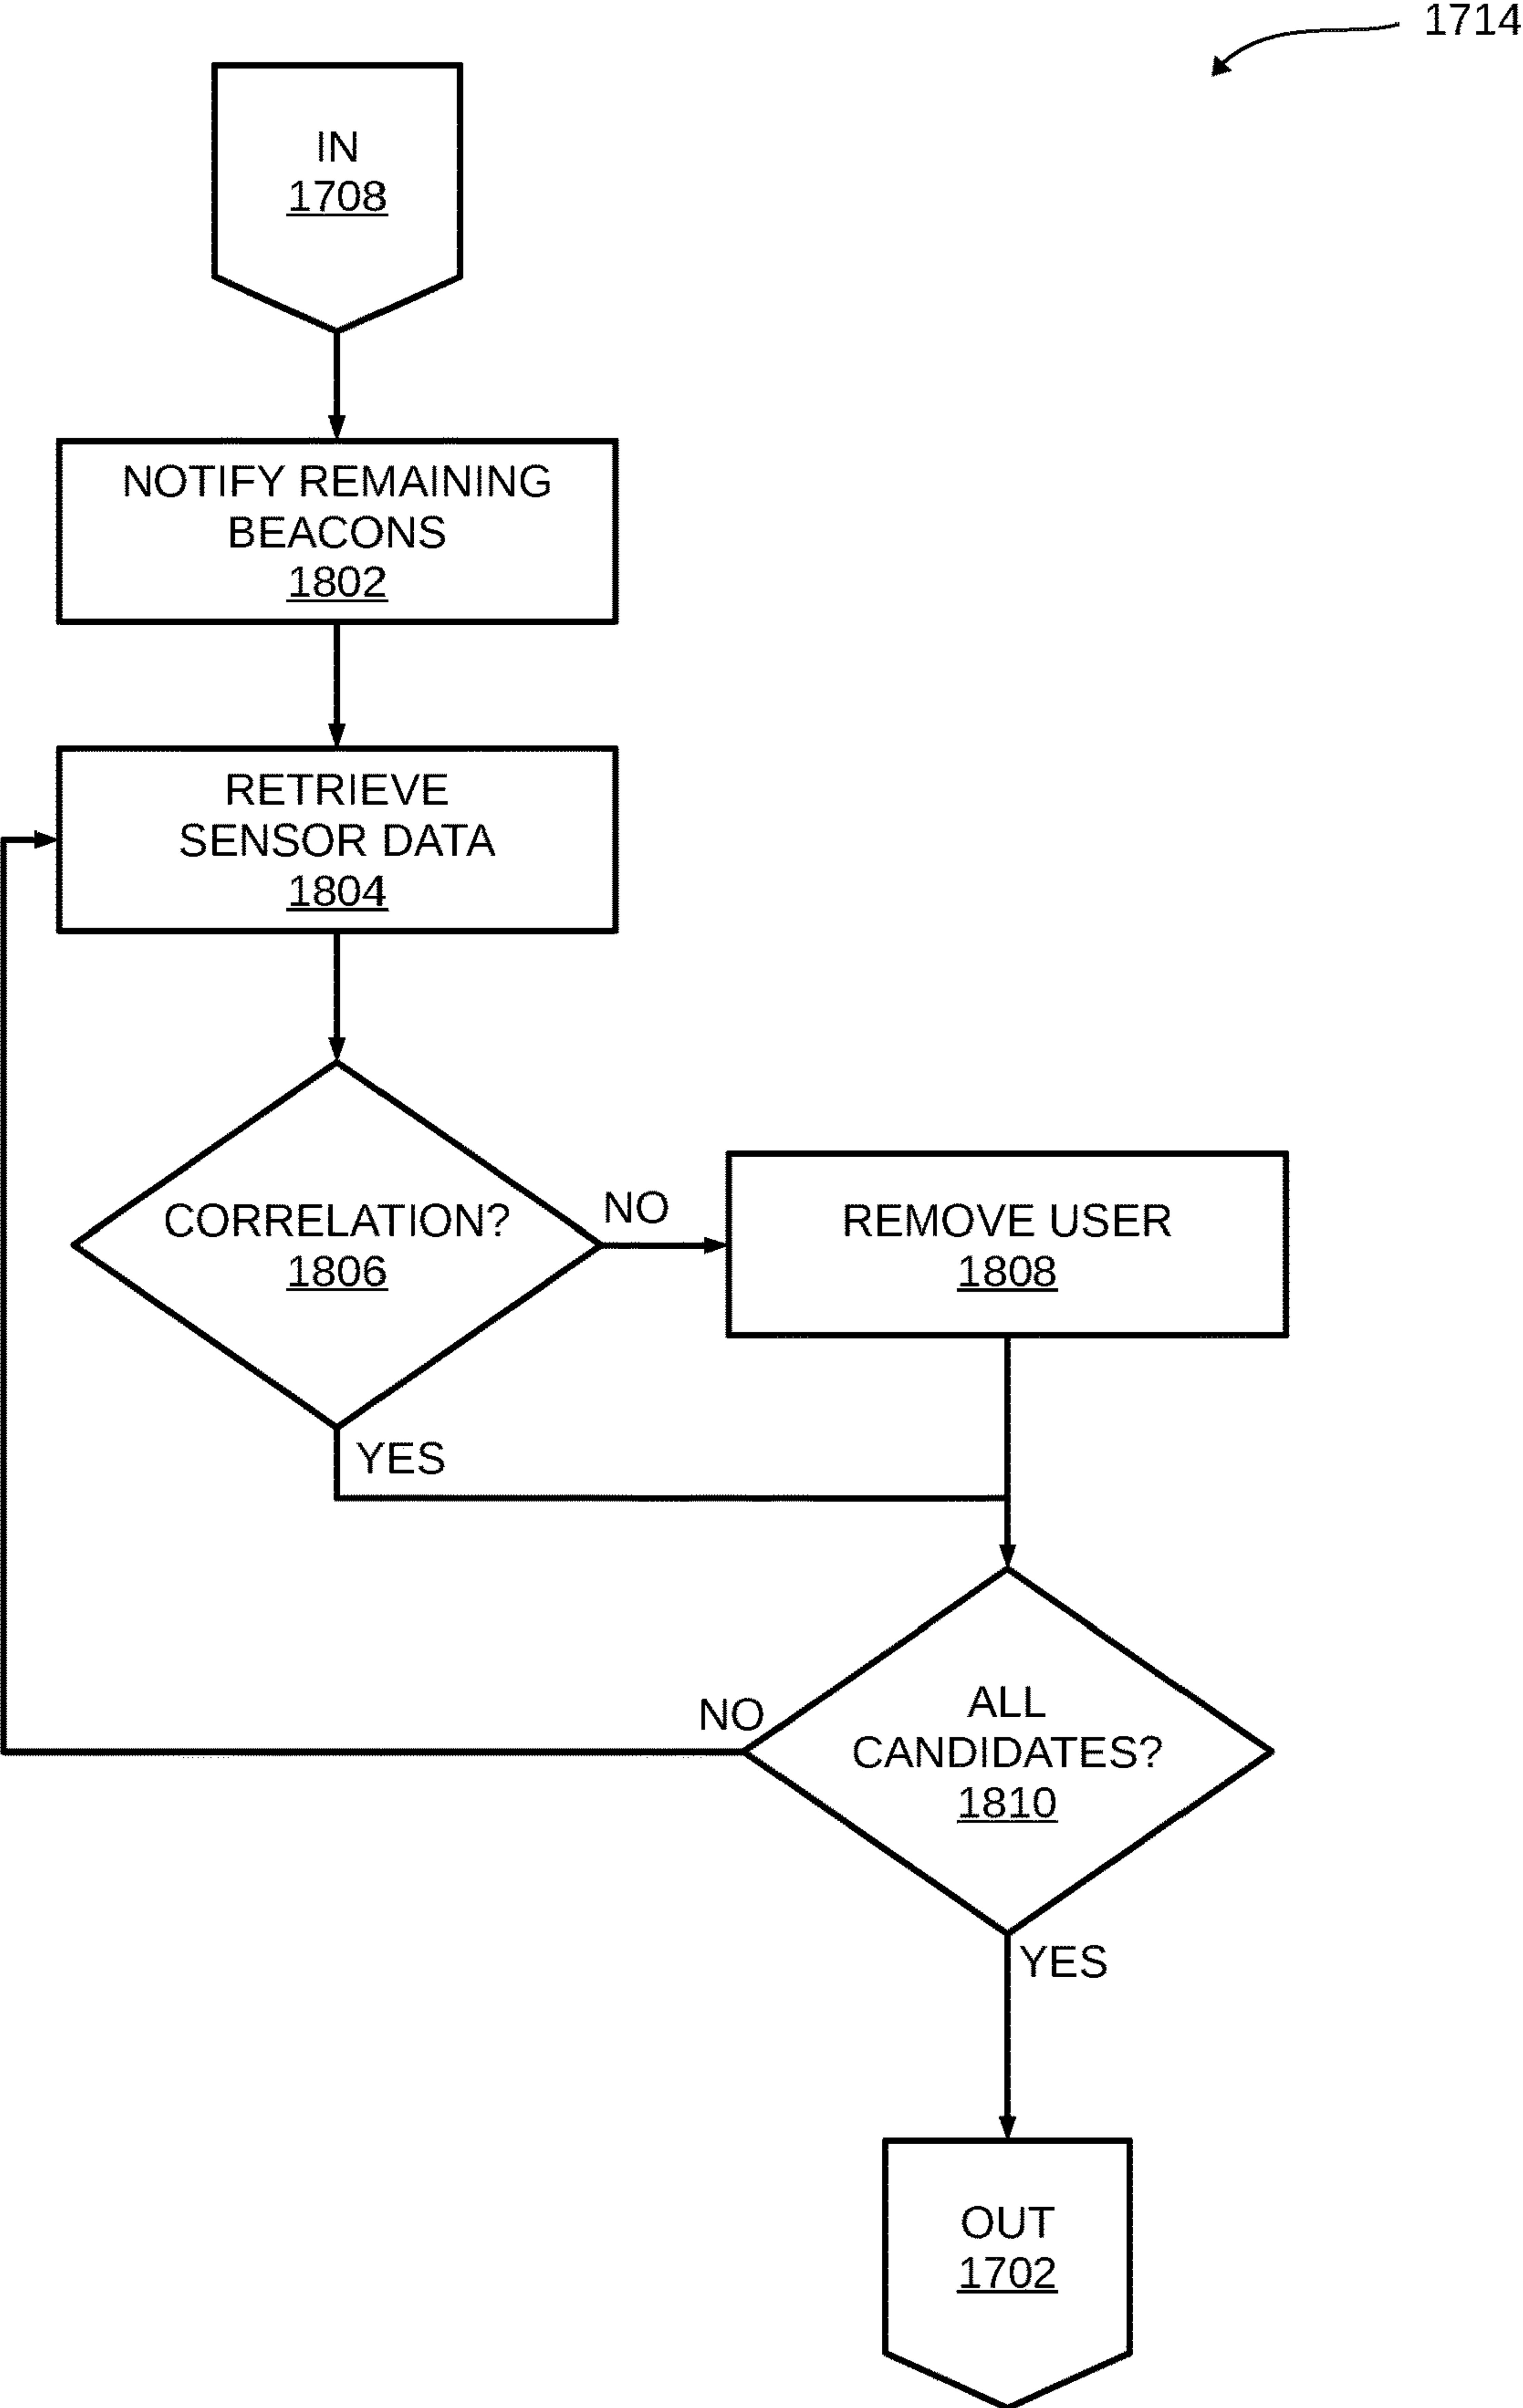 1714
IN
1708
NOTIFY REMAINING
BEACONS
1802
RETRIEVE
SENSOR DATA
1804
CORRELATION?
1806
NO
REMOVE USER
1808
YES
NO
ALL
CANDIDATES?
1810
YES
OUT
1702